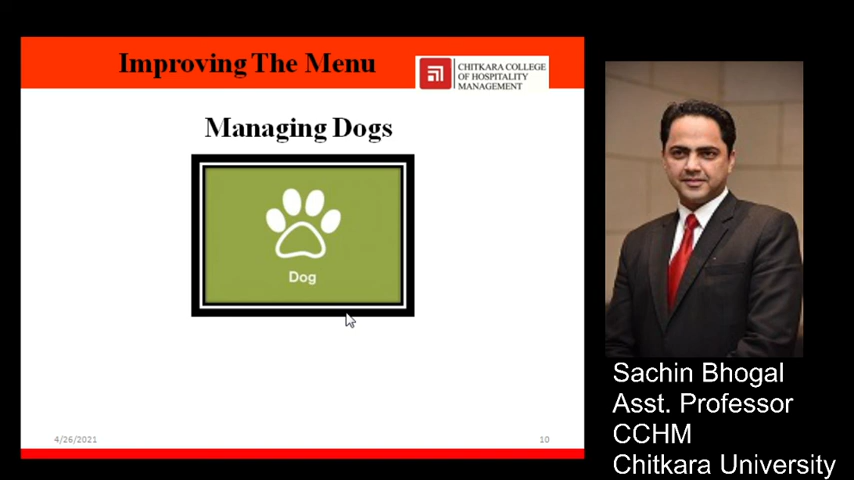 Improving The Menu
CHITKARA COLLEGE
OF HOSPITALITY
MANAGEMENT
Managing Dogs
Dog
4/26/2021
10
Sachin Bhogal
Asst. Professor
CCHM
Chitkara University